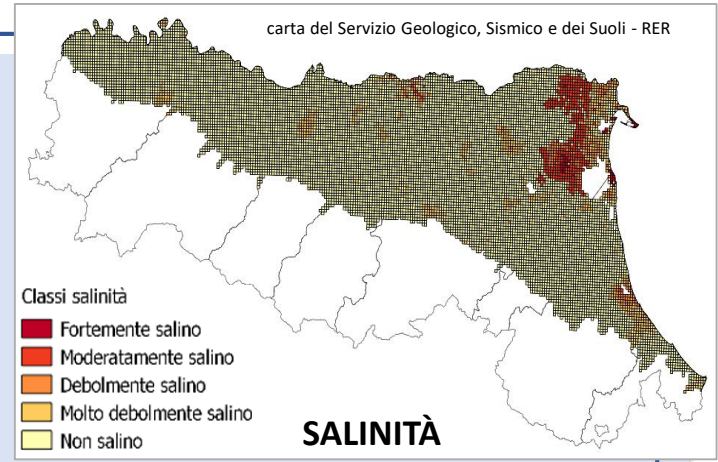 carta del Servizio Geologico, Sismico e dei Suoli - RER
Classi salinità
Fortemente salino
Moderatamente salino
Debolmente salino
Molto debolmente salino
Non salino
SALINITÀ